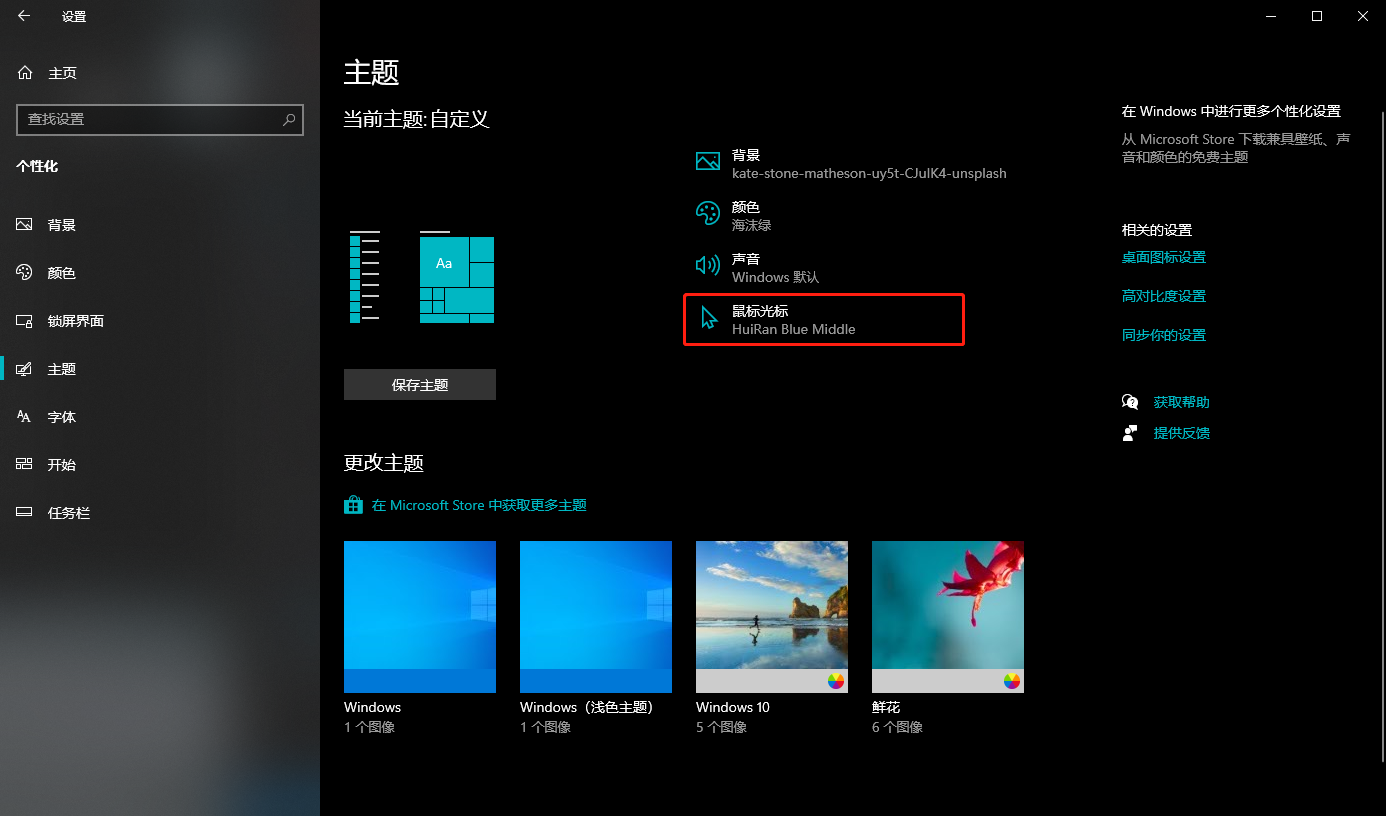 设置
主页
查找设置
个性化
背景
颜色
锁屏界面
主题
字体
开始
任务栏
主题
当前主题: 自定义
Aa
保存主题
背景
kate-stone-matheson-uy5t-CJuIK4-unsplash
颜色
海沫绿
声音
Windows 默认
鼠标光标
HuiRan Blue Middle
更改主题
在 Microsoft Store 中获取更多主题
Windows
1 个图像
Windows（浅色主题）
1 个图像
Windows 10
5 个图像
鲜花
6 个图像
在 Windows 中进行更多个性化设置
从 Microsoft Store 下载兼具壁纸、声
音和颜色的免费主题
相关的设置
桌面图标设置
高对比度设置
同步你的设置
获取帮助
提供反馈